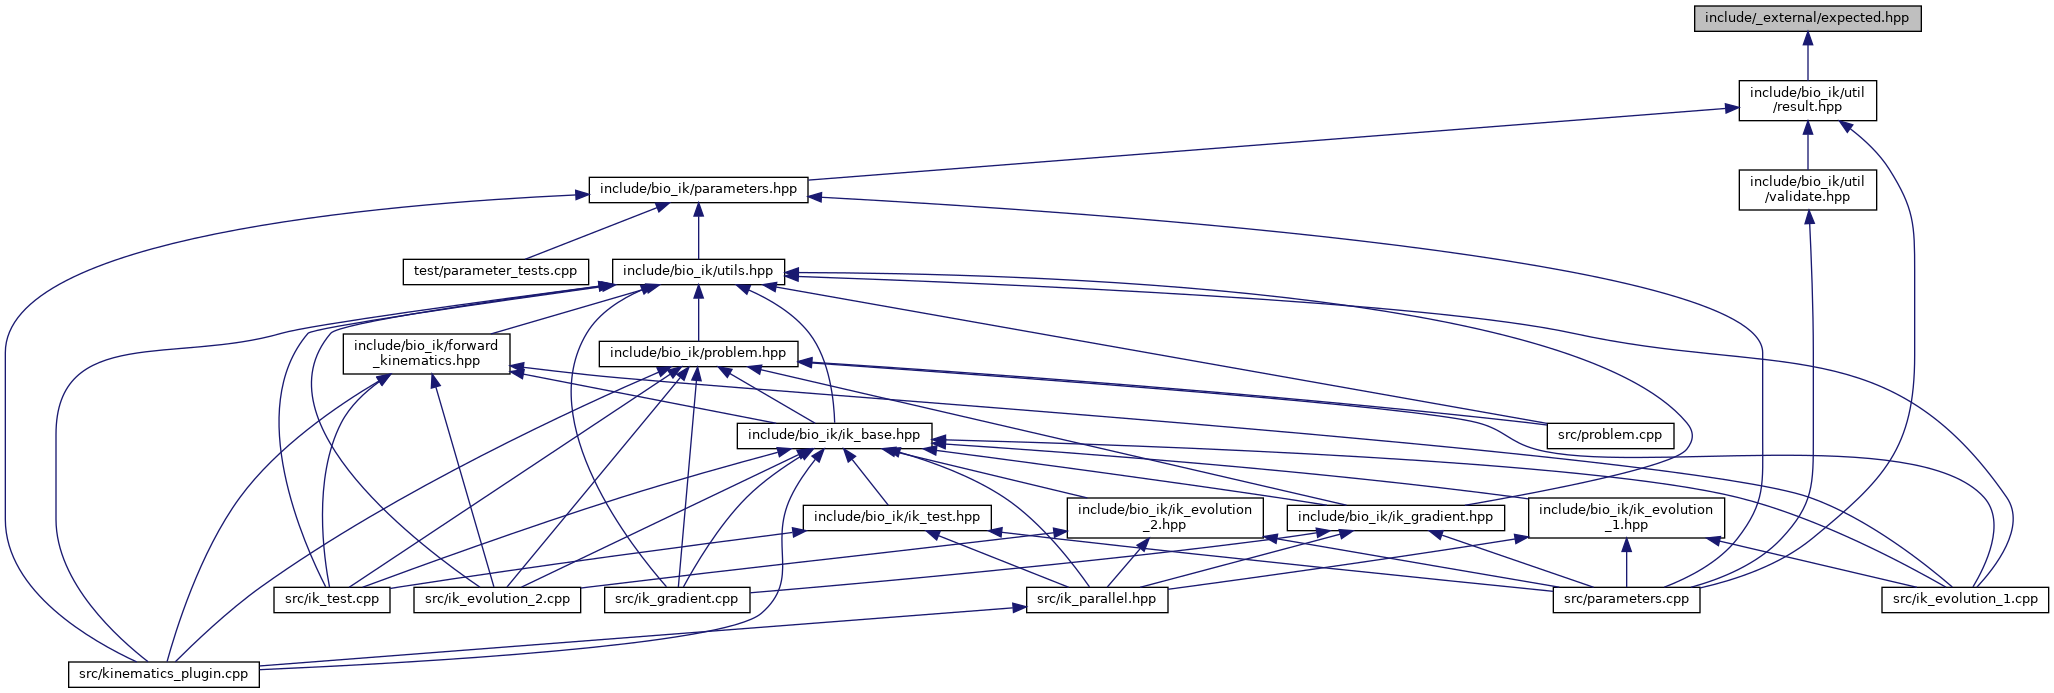 include/_external/expected.hpp
include/bio_ik/util
/result.hpp
include/bio_ik/parameters.hpp
include/bio_ik/util
/validate.hpp
test/parameter_tests.cpp
include/bio_ik/utils.hpp
include/bio_ik/forward
_kinematics.hpp
include/bio_ik/problem.hpp
include/bio_ik/ik_base.hpp
src/problem.cpp
include/bio_ik/ik_test.hpp
include/bio_ik/ik_evolution
_2.hpp
include/bio_ik/ik_gradient.hpp
include/bio_ik/ik_evolution
_1.hpp
src/ik_test.cpp
src/ik_evolution_2.cpp
src/ik_gradient.cpp
src/ik_parallel.hpp
src/parameters.cpp
src/ik_evolution_1.cpp
src/kinematics_plugin.cpp